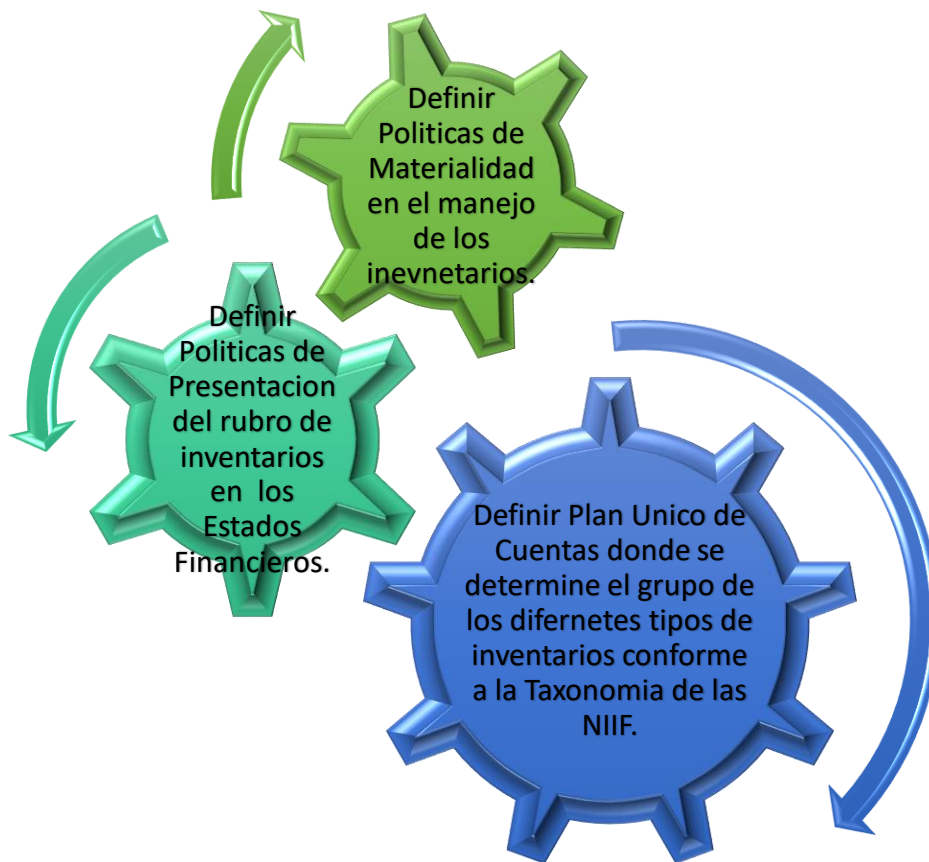 Definir
Politicas de
Materialidad
en el manejo
de los
inevnetarios.
Definir
Politicas de
Presentacion
del rubro de
inventarios
en los
Estados
Financieros.
Definir Plan Unico de
Cuentas donde se
determine el grupo de
los difernetes tipos de
inventarios conforme
a la Taxonomia de las
NIIF.